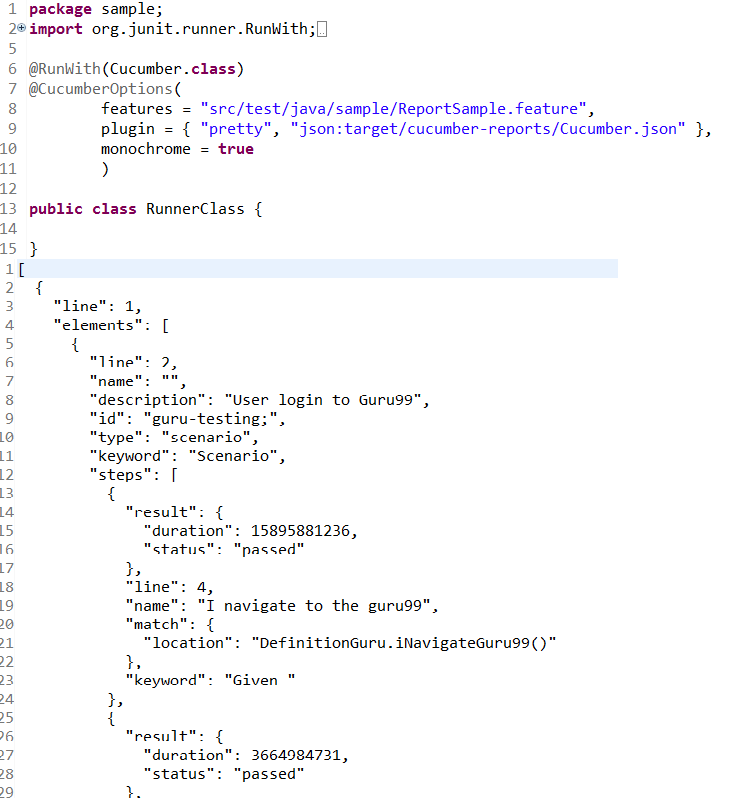 1 package sample;
2 import org.junit.runner.RunWith;
5
6 @RunWith(Cucumber.class)
7 @CucumberOptions(
8 features = "src/test/java/sample/ReportSample.feature",
9 plugin = { "pretty", "json:target/cucumber-reports/Cucumber.json" },
10 monochrome = true
11 )
12
13 public class RunnerClass {
14
15 }
1 [
2 {
3 "line": 1,
4 "elements": [
5 {
6 "line": 2,
7 "name": "",
8 "description": "User login to Guru99",
9 "id": "guru-testing;",
10 "type": "scenario",
11 "keyword": "Scenario",
12 "steps": [
13 {
14 "result": {
15 "duration": 15895881236,
16 "status": "passed"
17 },
18 "line": 4,
19 "name": "I navigate to the guru99",
20 "match": {
21 "location": "DefinitionGuru.iNavigateGuru99()"
22 },
23 "keyword": "Given "
24 },
25 {
26 "result": {
27 "duration": 3664984731,
28 "status": "passed"
29 },